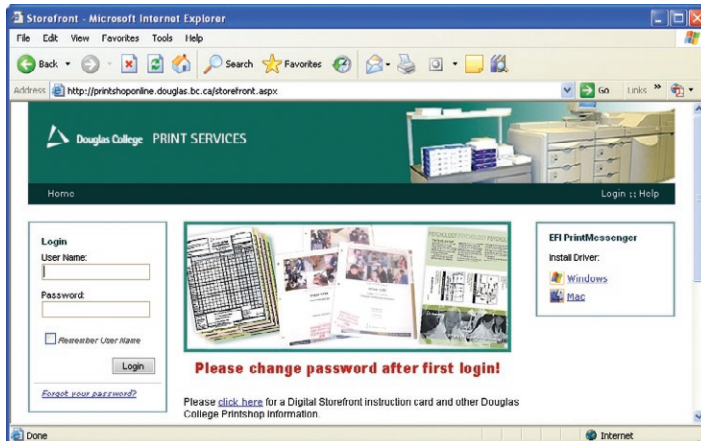 Storefront - Microsoft Internet Explorer
File Edit View Favorites Tools Help
Back Search Favorites
Address http://printshoponline.douglas.bc.ca/storefront.aspx Go Links »
Douglas College PRINT SERVICES
Home Login :: Help
Login
User Name:
Password:
Remember User Name
Login
Forgot your password?
PSYCHOLOGY PSYCHOLOGY PSYCHOLOGY
Please change password after first login!
Please click here for a Digital Storefront instruction card and other Douglas
College Printshop information.
EFI PrintMessenger
Install Driver:
Windows
Mac
Done Internet